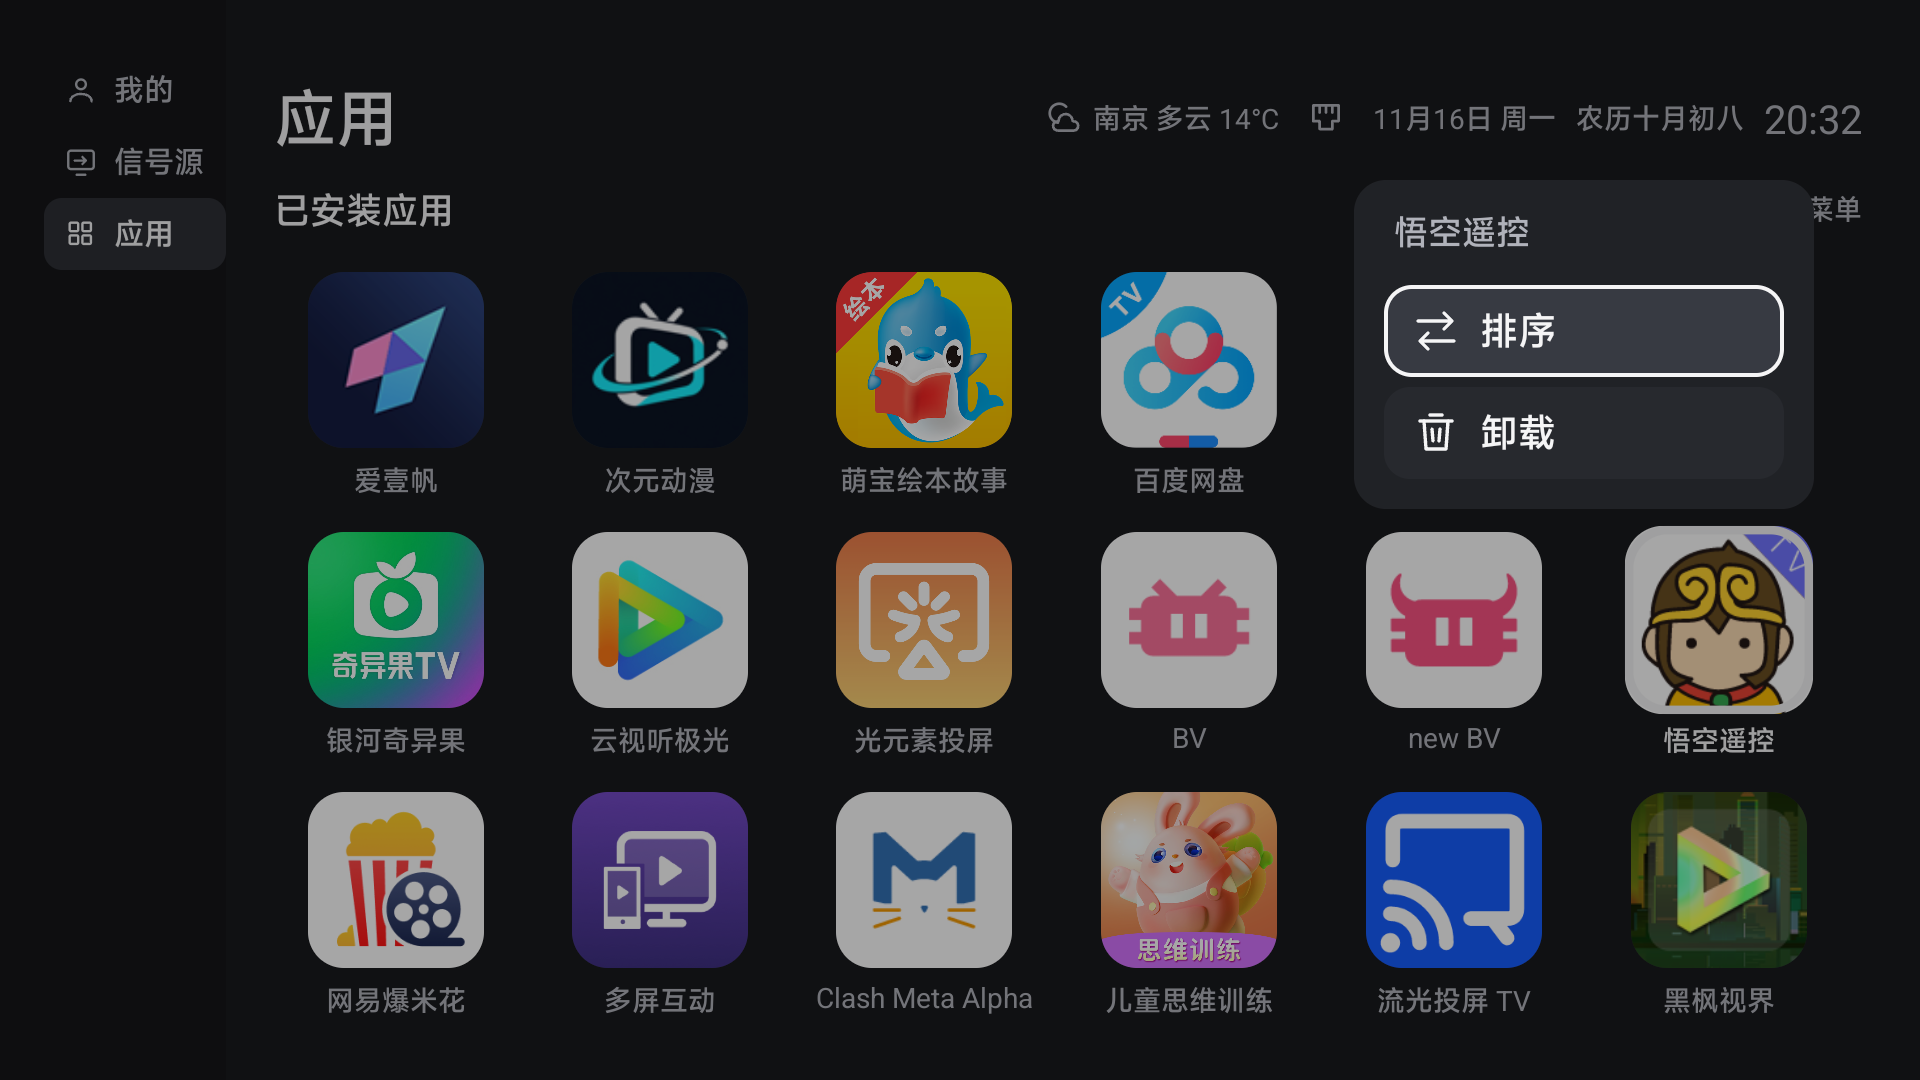 我的
信号源
应用
应用
南京 多云 14°C 11月16日 周一 农历十月初八 20:32
已安装应用
菜单
悟空遥控
排序
卸载
绘本
TV
爱壹帆
次元动漫
萌宝绘本故事
百度网盘
奇异果TV
TV
银河奇异果
云视听极光
光元素投屏
BV
new BV
悟空遥控
思维训练
网易爆米花
多屏互动
Clash Meta Alpha
儿童思维训练
流光投屏 TV
黑枫视界